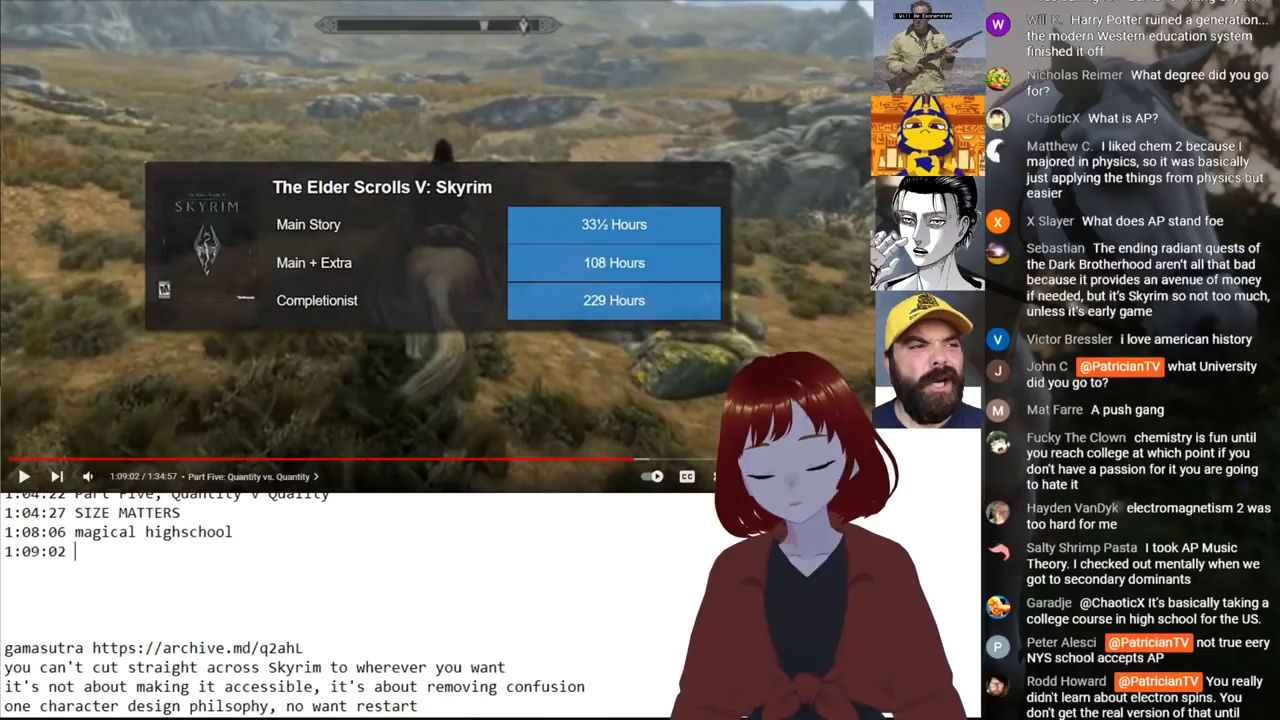 The Elder Scrolls V: Skyrim
SKYRIM
Main Story
33½ Hours
Main + Extra
108 Hours
Completionist
229 Hours
1:09:02 / 1:34:57 • Part Five: Quantity vs. Quantity
CC
1:04:22 Part Five, Quantity v Quality
1:04:27 SIZE MATTERS
1:08:06 magical highschool
1:09:02
gamasutra https://archive.md/q2ahL
you can't cut straight across Skyrim to wherever you want
it's not about making it accessible, it's about removing confusion
one character design philsophy, no want restart
I Will Be Exonerated
W
Will K. Harry Potter ruined a generation...
the modern Western education system
finished it off
Nicholas Reimer What degree did you go
for?
ChaoticX What is AP?
Matthew C. I liked chem 2 because I
majored in physics, so it was basically
just applying the things from physics but
easier
X
X Slayer What does AP stand foe
Sebastian The ending radiant quests of
the Dark Brotherhood aren't all that bad
because it provides an avenue of money
if needed, but it's Skyrim so not too much,
unless it's early game
V
Victor Bressler i love american history
J
John C @PatricianTV what University
did you go to?
M
Mat Farre A push gang
Fucky The Clown chemistry is fun until
you reach college at which point if you
don't have a passion for it you are going
to hate it
Hayden VanDyk electromagnetism 2 was
too hard for me
Salty Shrimp Pasta I took AP Music
Theory. I checked out mentally when we
got to secondary dominants
Garadje @ChaoticX It's basically taking a
college course in high school for the US.
P
Peter Alesci @PatricianTV not true eery
NYS school accepts AP
Rodd Howard @PatricianTV You really
didn't learn about electron spins. You
don't get the real version of that until